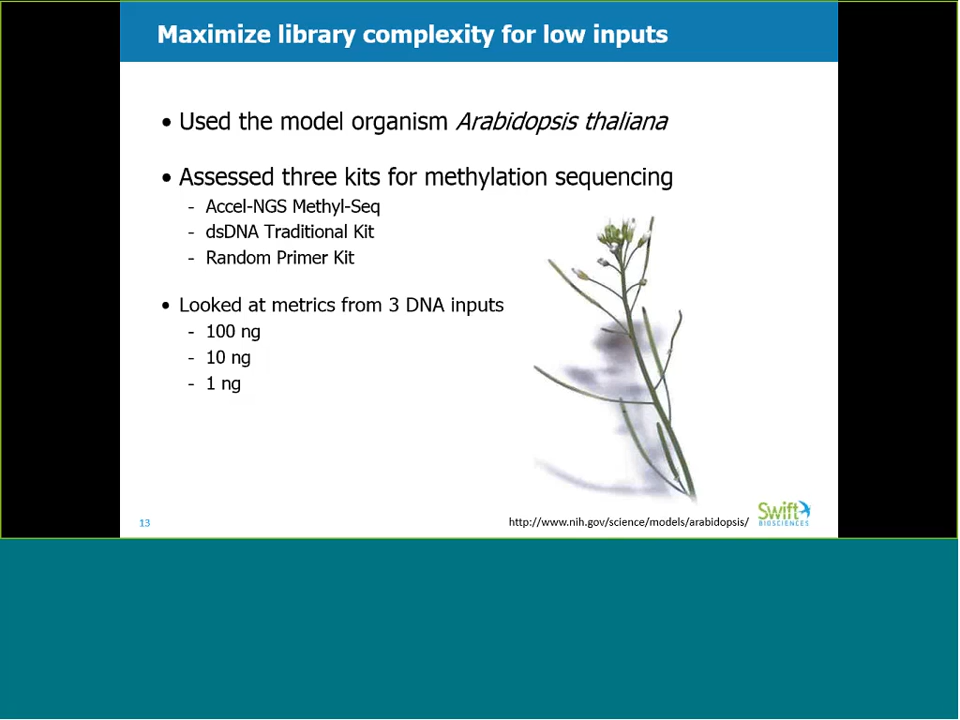 Maximize library complexity for low inputs
• Used the model organism Arabidopsis thaliana
• Assessed three kits for methylation sequencing
- Accel-NGS Methyl-Seq
- dsDNA Traditional Kit
- Random Primer Kit
• Looked at metrics from 3 DNA inputs
- 100 ng
- 10 ng
- 1 ng
13
http://www.nih.gov/science/models/arabidopsis/
Swift
BIOSCIENCES